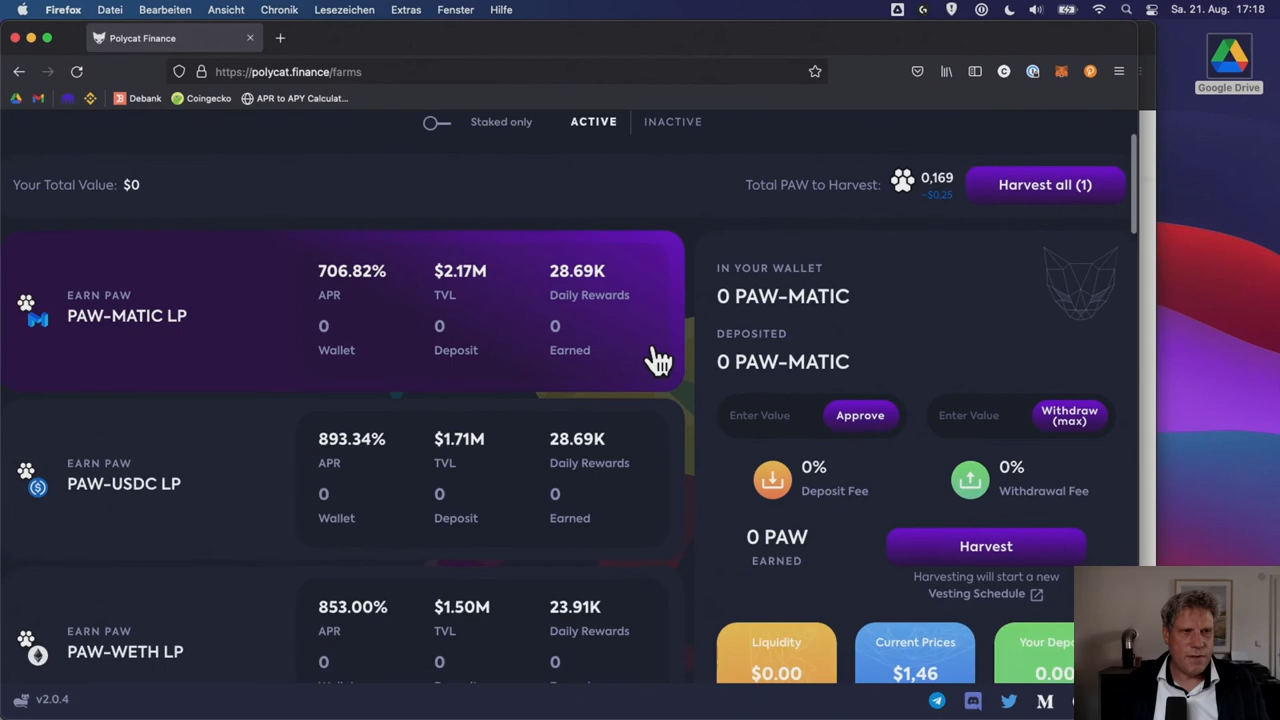 Firefox Datei Bearbeiten Ansicht Chronik Lesezeichen Extras Fenster Hilfe Sa. 21. Aug. 17:18
Polycat Finance
https://polycat.finance/farms
Debank Coingecko APR to APY Calculat...
Google Drive
Staked only ACTIVE INACTIVE
Your Total Value: $0
Total PAW to Harvest: 0,169
~$0,25
Harvest all (1)
EARN PAW
PAW-MATIC LP
706.82% $2.17M 28.69K
APR TVL Daily Rewards
0 0 0
Wallet Deposit Earned
EARN PAW
PAW-USDC LP
893.34% $1.71M 28.69K
APR TVL Daily Rewards
0 0 0
Wallet Deposit Earned
EARN PAW
PAW-WETH LP
853.00% $1.50M 23.91K
APR TVL Daily Rewards
0 0 0
IN YOUR WALLET
0 PAW-MATIC
DEPOSITED
0 PAW-MATIC
Enter Value Approve
Enter Value Withdraw
(max)
0%
Deposit Fee
0%
Withdrawal Fee
0 PAW
EARNED
Harvest
Harvesting will start a new
Vesting Schedule
Liquidity
$0.00
Current Prices
$1,46
Your Dep
0.00
v2.0.4